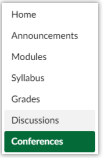 Home
Announcements
Modules
Syllabus
Grades
Discussions
Conferences